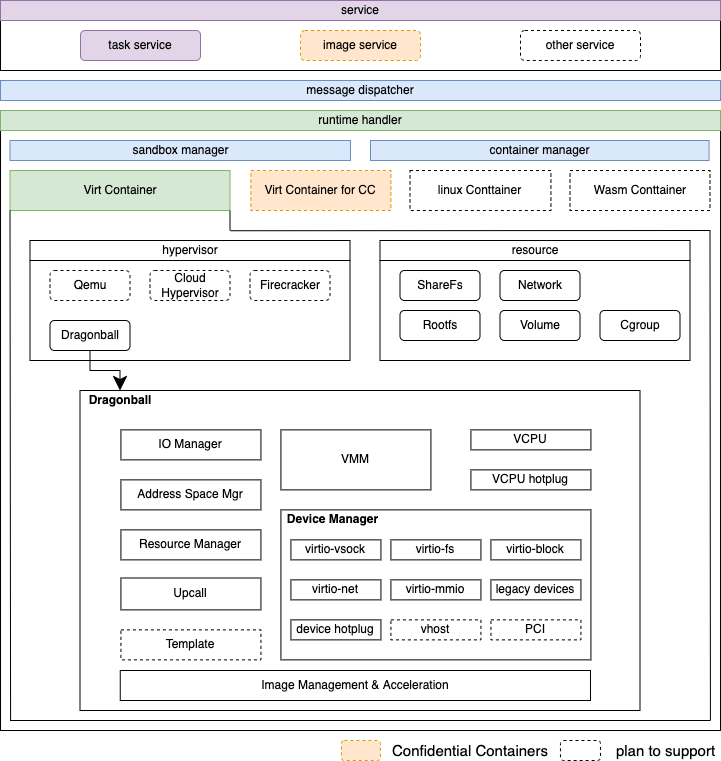 service
task service
image service
other service
message dispatcher
runtime handler
sandbox manager
container manager
Virt Container
Virt Container for CC
linux Conttainer
Wasm Conttainer
hypervisor
Qemu
Cloud
Hypervisor
Firecracker
Dragonball
resource
ShareFs
Network
Rootfs
Volume
Cgroup
Dragonball
IO Manager
Address Space Mgr
Resource Manager
Upcall
Template
VMM
VCPU
VCPU hotplug
Device Manager
virtio-vsock
virtio-fs
virtio-block
virtio-net
virtio-mmio
legacy devices
device hotplug
vhost
PCI
Image Management & Acceleration
Confidential Containers
plan to support